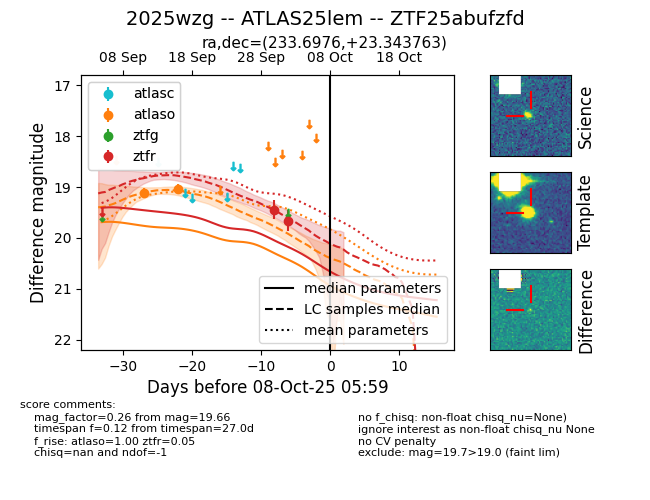 2025wzg -- ATLAS25lem -- ZTF25abufzfd
ra,dec=(233.6976,+23.343763)
08 Sep 18 Sep 28 Sep 08 Oct 18 Oct
atlasc
atlaso
ztfg
ztfr
17
18
19
20
21
22
Difference magnitude
median parameters
LC samples median
mean parameters
−30 −20 −10 0 10
Days before 08-Oct-25 05:59
Science
Template
Difference
score comments:
mag_factor=0.26 from mag=19.66
timespan f=0.12 from timespan=27.0d
f_rise: atlaso=1.00 ztfr=0.05
chisq=nan and ndof=-1
no f_chisq: non-float chisq_nu=None)
ignore interest as non-float chisq_nu None
no CV penalty
exclude: mag=19.7>19.0 (faint lim)